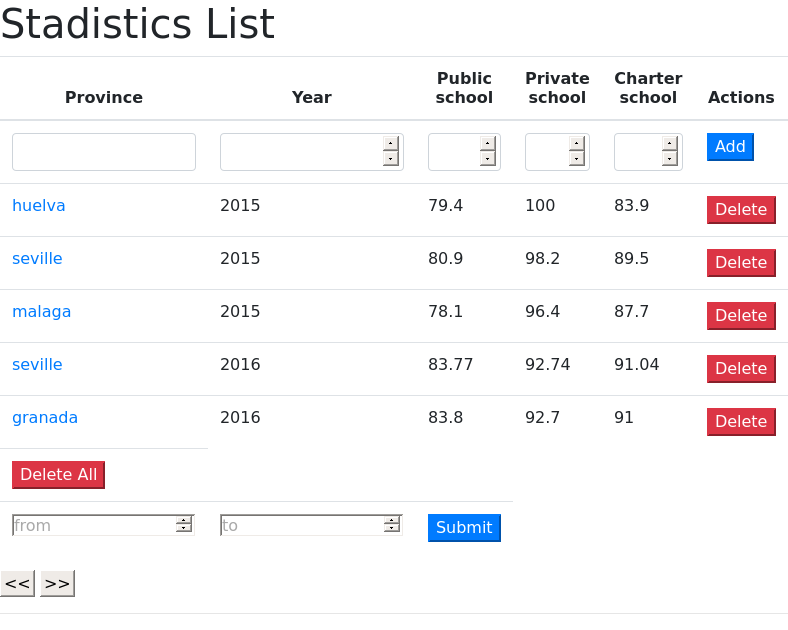 Stadistics List
Province Year Public school Private school Charter school Actions
Add
huelva 2015 79.4 100 83.9 Delete
seville 2015 80.9 98.2 89.5 Delete
malaga 2015 78.1 96.4 87.7 Delete
seville 2016 83.77 92.74 91.04 Delete
granada 2016 83.8 92.7 91 Delete
Delete All
from to Submit
<< >>